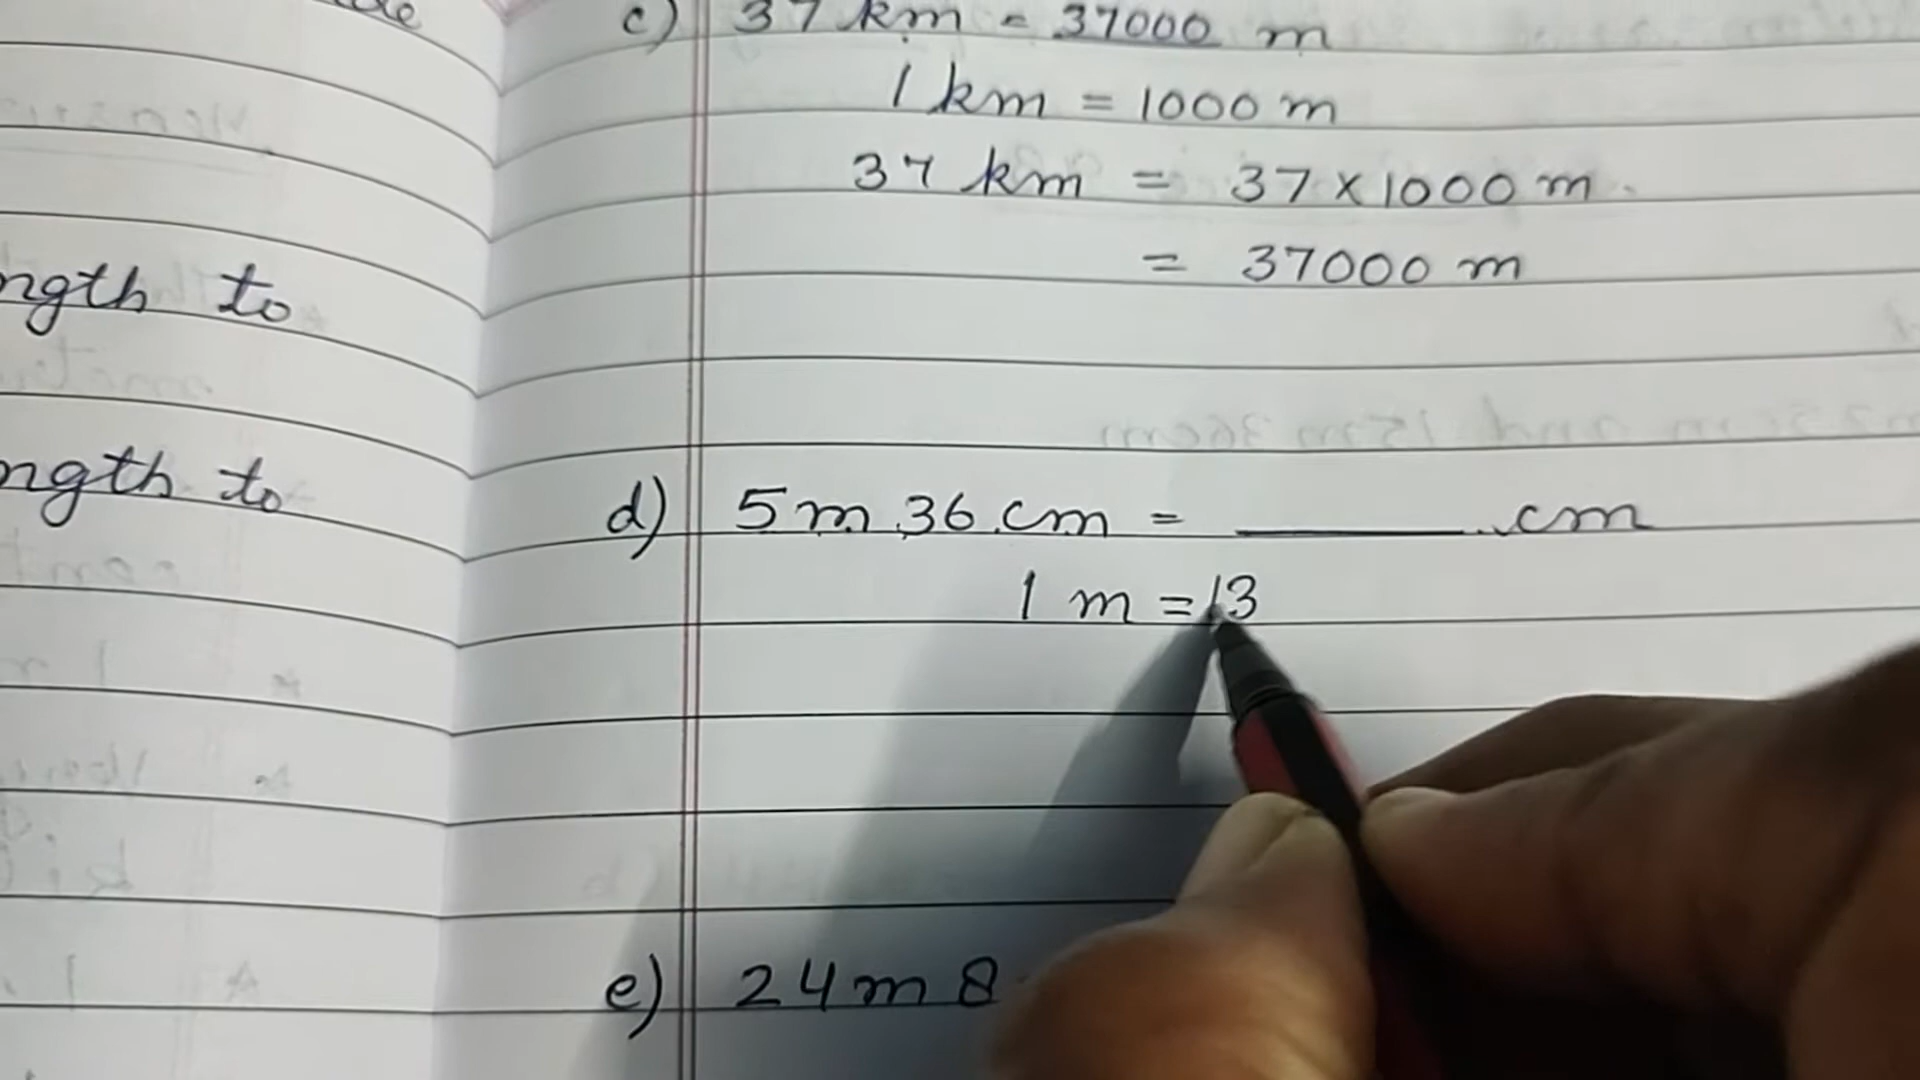 ngth to
ngth to
c) 37 km = 37000 m
1 km = 1000 m
37 km = 37 x 1000 m
= 37000 m
d) 5 m 36 cm = ______ cm
1 m = 13
e) 24 m 8